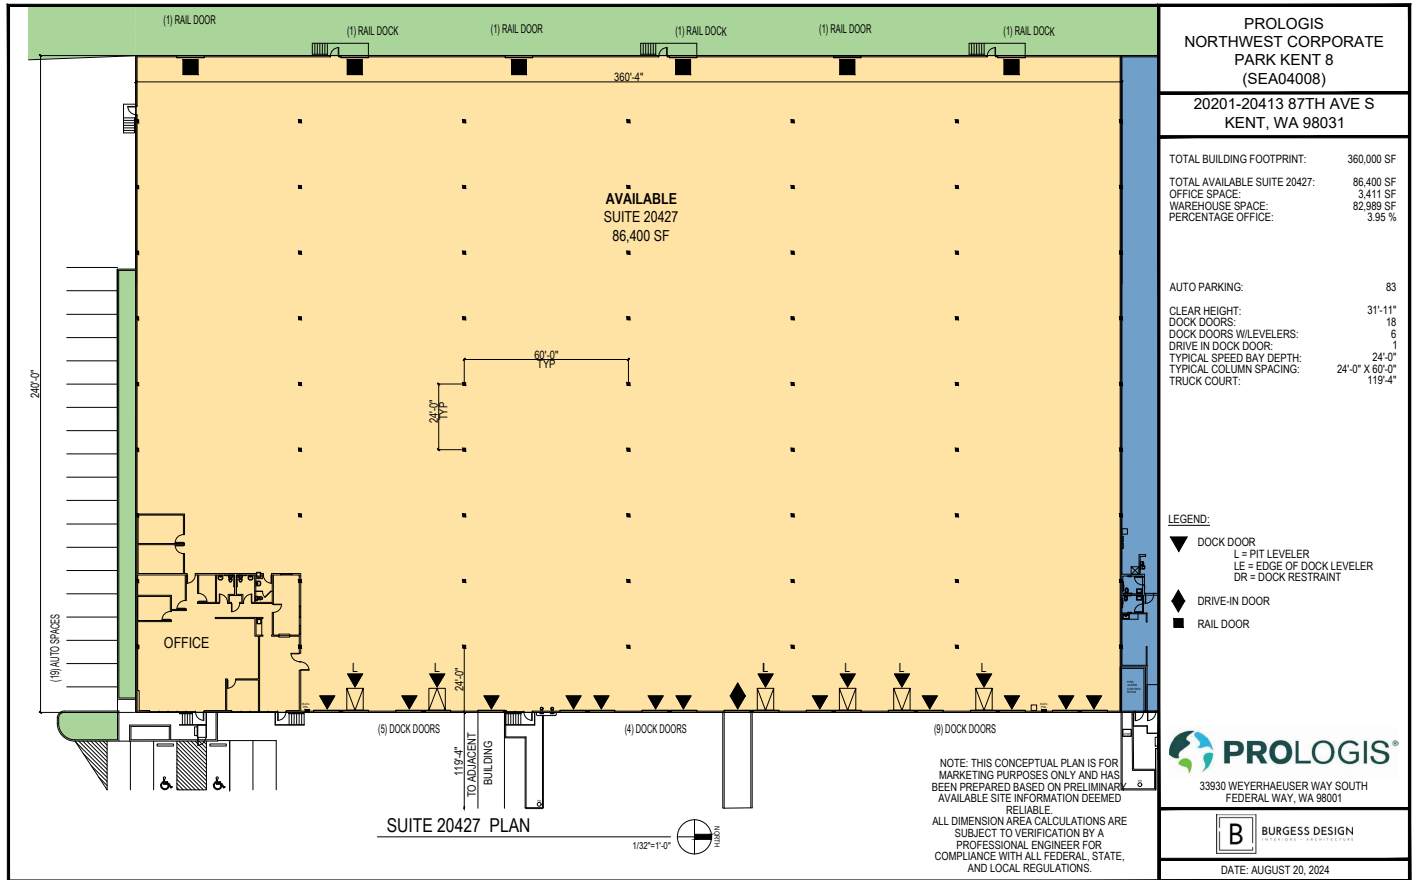 (1) RAIL DOOR
(1) RAIL DOCK
(1) RAIL DOOR
(1) RAIL DOCK
(1) RAIL DOOR
(1) RAIL DOCK
360'-4"
AVAILABLE
SUITE 20427
86,400 SF
60'-0"
TYP
24'-0"
TYP
240'-0"
(19) AUTO SPACES
OFFICE
L
L
L
L
L
L
24'-0"
(5) DOCK DOORS
(4) DOCK DOORS
(9) DOCK DOORS
119'-4"
TO ADJACENT
BUILDING
SUITE 20427 PLAN
1/32"=1'-0"
NORTH
NOTE: THIS CONCEPTUAL PLAN IS FOR
MARKETING PURPOSES ONLY AND HAS
BEEN PREPARED BASED ON PRELIMINARY
AVAILABLE SITE INFORMATION DEEMED
RELIABLE.
ALL DIMENSION AREA CALCULATIONS ARE
SUBJECT TO VERIFICATION BY A
PROFESSIONAL ENGINEER FOR
COMPLIANCE WITH ALL FEDERAL, STATE,
AND LOCAL REGULATIONS.
PROLOGIS
NORTHWEST CORPORATE
PARK KENT 8
(SEA04008)
20201-20413 87TH AVE S
KENT, WA 98031
TOTAL BUILDING FOOTPRINT: 360,000 SF
TOTAL AVAILABLE SUITE 20427: 86,400 SF
OFFICE SPACE: 3,411 SF
WAREHOUSE SPACE: 82,989 SF
PERCENTAGE OFFICE: 3.95 %
AUTO PARKING: 83
CLEAR HEIGHT: 31'-11"
DOCK DOORS: 18
DOCK DOORS W/LEVELERS: 6
DRIVE IN DOCK DOOR: 1
TYPICAL SPEED BAY DEPTH: 24'-0"
TYPICAL COLUMN SPACING: 24'-0" X 60'-0"
TRUCK COURT: 119'-4"
LEGEND:
DOCK DOOR
L = PIT LEVELER
LE = EDGE OF DOCK LEVELER
DR = DOCK RESTRAINT
DRIVE-IN DOOR
RAIL DOOR
PROLOGIS®
33930 WEYERHAEUSER WAY SOUTH
FEDERAL WAY, WA 98001
B
BURGESS DESIGN
INTERIORS · ARCHITECTURE
DATE: AUGUST 20, 2024